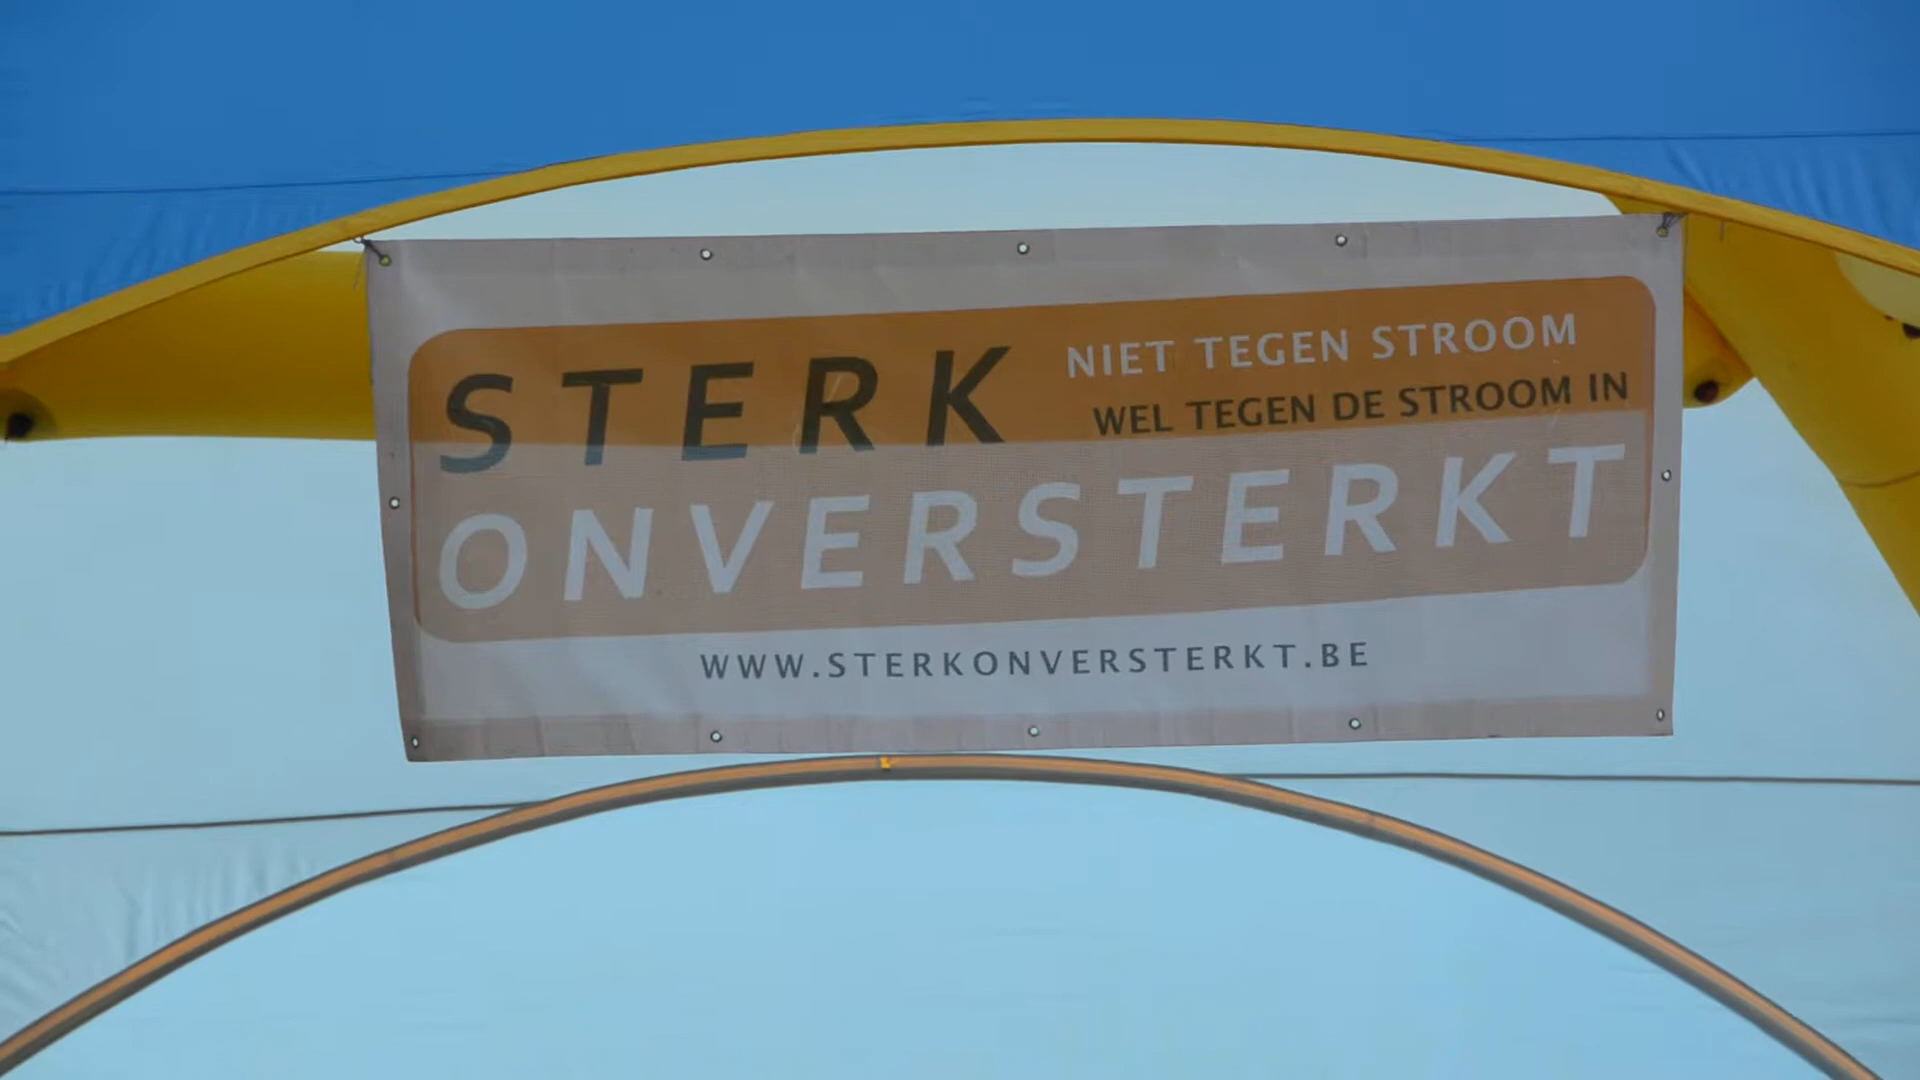 STERK
NIET TEGEN STROOM
WEL TEGEN DE STROOM IN
ONVERSTERKT
WWW.STERKONVERSTERKT.BE